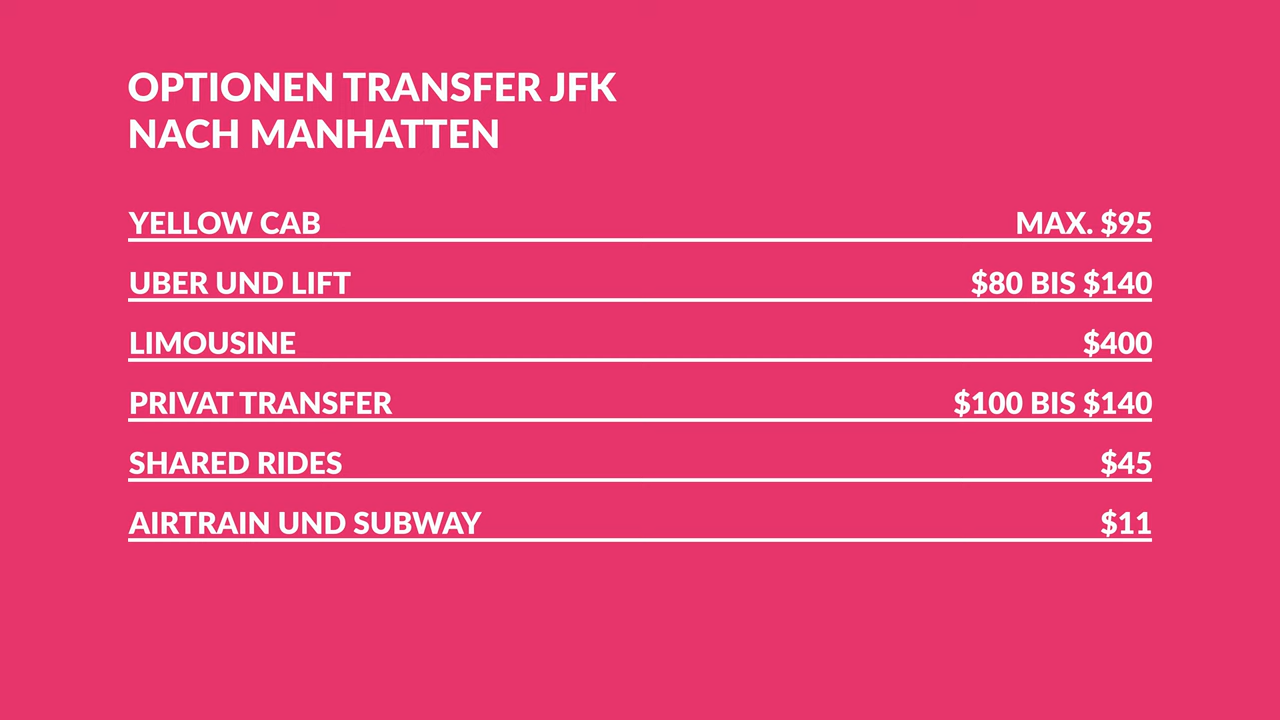 OPTIONEN TRANSFER JFK
NACH MANHATTEN
YELLOW CAB MAX. $95
UBER UND LIFT $80 BIS $140
LIMOUSINE $400
PRIVAT TRANSFER $100 BIS $140
SHARED RIDES $45
AIRTRAIN UND SUBWAY $11